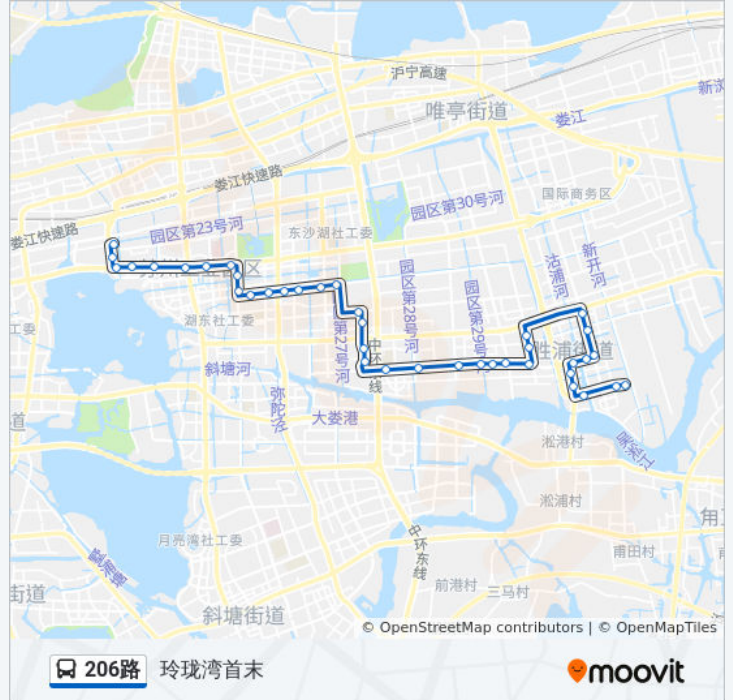 沪宁高速
新浏
唯亭街道
娄江
娄江快速路
国际商务区
园区第30号河
园区第23号河
东沙湖社工委
娄江快速路
新开河
沽浦河
园区第28号河
园区第29号河
湖东社工委
工委
第27号河
胜浦街道
斜塘河
弥陀泾
大娄港
道
淞港村
吴淞江
淞浦村
甪
月亮湾社工委
中环东线
甫田村
前港村
三马村
街道
斜塘街道
© OpenStreetMap contributors | © OpenMapTiles
206路 玲珑湾首末
moovit